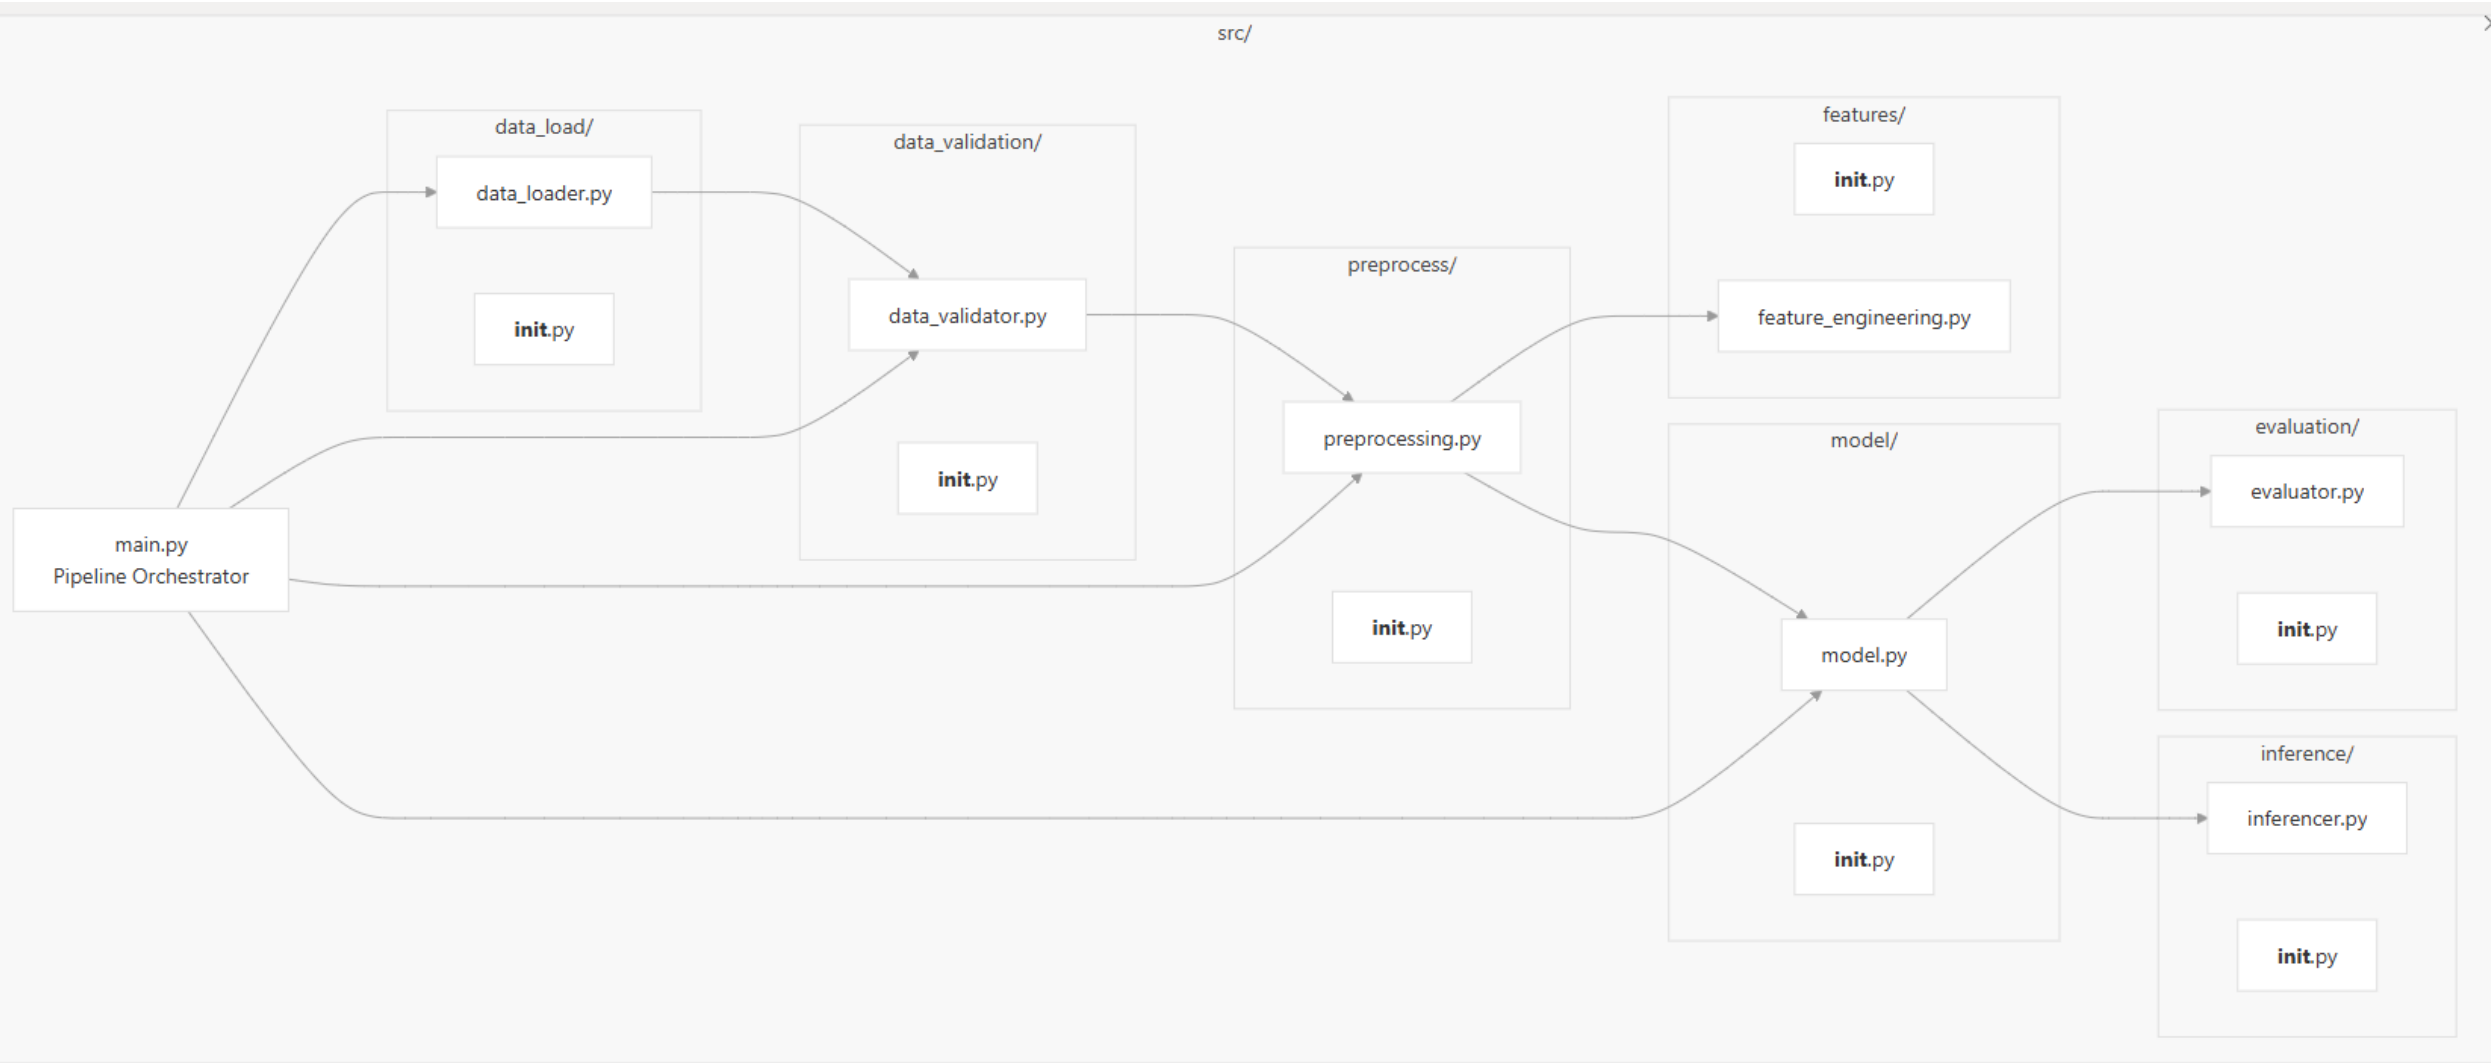 src/
data_load/
data_loader.py
init.py
data_validation/
data_validator.py
init.py
main.py
Pipeline Orchestrator
preprocess/
preprocessing.py
init.py
features/
init.py
feature_engineering.py
model/
model.py
init.py
evaluation/
evaluator.py
init.py
inference/
inferencer.py
init.py